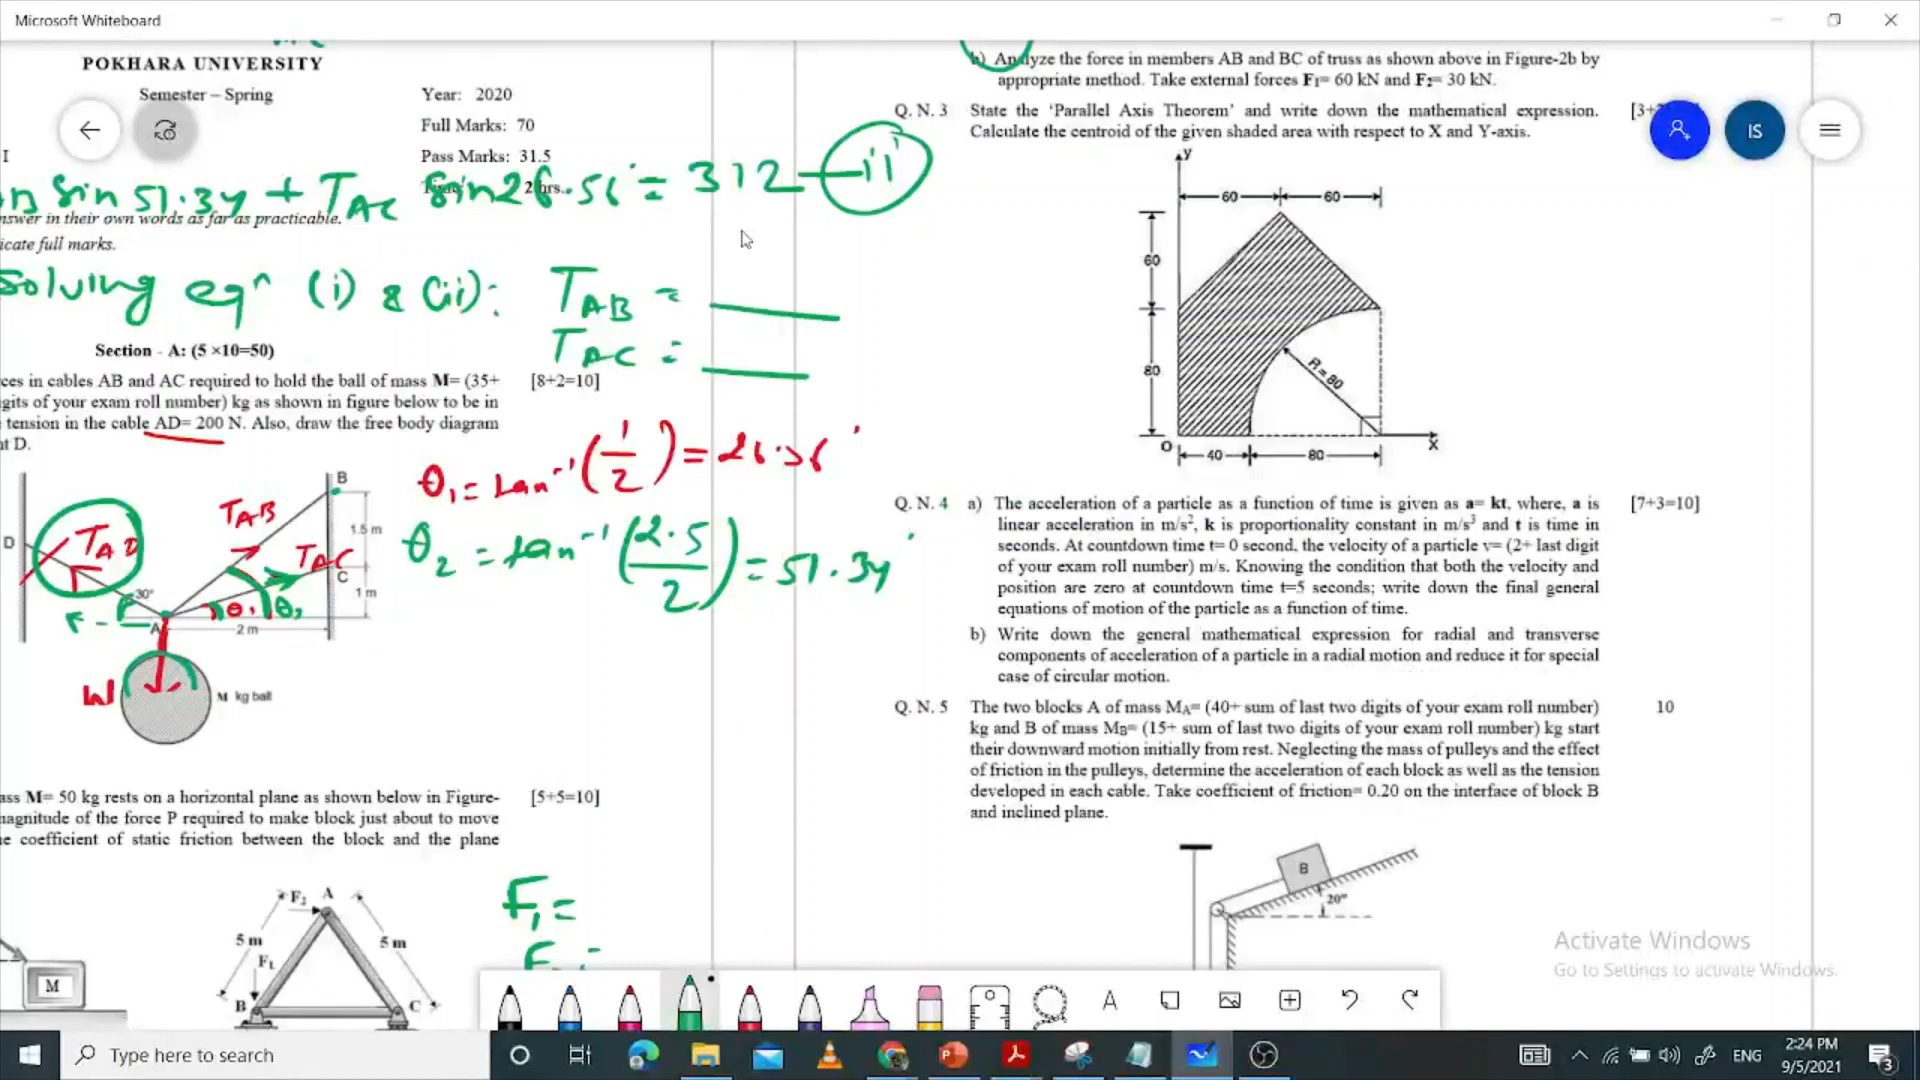 Microsoft Whiteboard
POKHARA UNIVERSITY
Semester – Spring
Year: 2020
Full Marks: 70
Pass Marks: 31.5
2 hrs.
I
Sin 51.34 + TAC Sin 26.56° = 312 — ii
nswer in their own words as far as practicable.
icate full marks.
Solving eqn (i) & (ii):
TAB =
TAC =
Section - A: (5 ×10=50)
ces in cables AB and AC required to hold the ball of mass M= (35+ [8+2=10]
gits of your exam roll number) kg as shown in figure below to be in
tension in the cable AD= 200 N. Also, draw the free body diagram
nt D.
θ1 = tan⁻¹(1/2) = 26.56°
θ2 = tan⁻¹(2.5/2) = 51.34°
B
TAB
1.5 m
D
TAD
TAC
C
30°
θ1
θ2
1 m
A
2 m
W
M kg ball
ass M= 50 kg rests on a horizontal plane as shown below in Figure- [5+5=10]
nagnitude of the force P required to make block just about to move
e coefficient of static friction between the block and the plane
F2 A
5 m
5 m
F1
M
B
C
F1 =
b) Analyze the force in members AB and BC of truss as shown above in Figure-2b by
appropriate method. Take external forces F1= 60 kN and F2= 30 kN.
Q. N. 3 State the ‘Parallel Axis Theorem’ and write down the mathematical expression.
Calculate the centroid of the given shaded area with respect to X and Y-axis.
IS
y
60 60
60
80
R = 80
O
X
40 80
Q. N. 4 a) The acceleration of a particle as a function of time is given as a= kt, where, a is [7+3=10]
linear acceleration in m/s², k is proportionality constant in m/s³ and t is time in
seconds. At countdown time t= 0 second, the velocity of a particle v= (2+ last digit
of your exam roll number) m/s. Knowing the condition that both the velocity and
position are zero at countdown time t=5 seconds; write down the final general
equations of motion of the particle as a function of time.
b) Write down the general mathematical expression for radial and transverse
components of acceleration of a particle in a radial motion and reduce it for special
case of circular motion.
Q. N. 5 The two blocks A of mass MA= (40+ sum of last two digits of your exam roll number) 10
kg and B of mass MB= (15+ sum of last two digits of your exam roll number) kg start
their downward motion initially from rest. Neglecting the mass of pulleys and the effect
of friction in the pulleys, determine the acceleration of each block as well as the tension
developed in each cable. Take coefficient of friction= 0.20 on the interface of block B
and inclined plane.
B
20°
Activate Windows
Go to Settings to activate Windows.
A
Type here to search
ENG
2:24 PM
9/5/2021
3